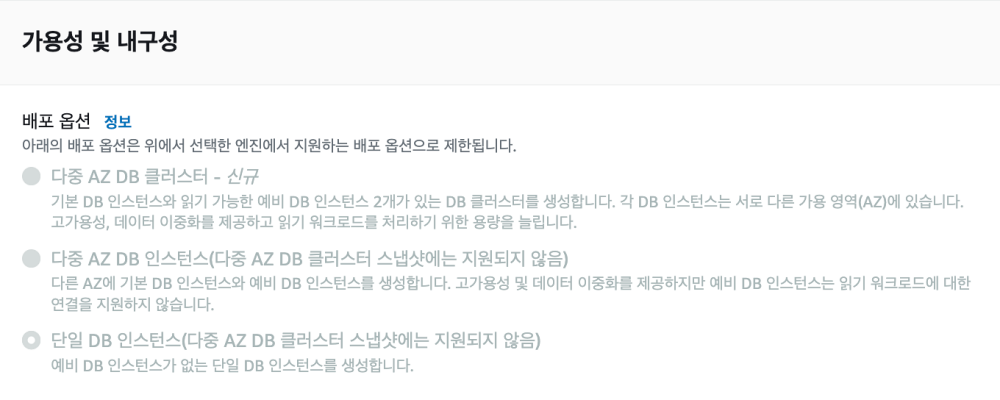 가용성 및 내구성
배포 옵션 정보
아래의 배포 옵션은 위에서 선택한 엔진에서 지원하는 배포 옵션으로 제한됩니다.
다중 AZ DB 클러스터 - 신규
기본 DB 인스턴스와 읽기 가능한 예비 DB 인스턴스 2개가 있는 DB 클러스터를 생성합니다. 각 DB 인스턴스는 서로 다른 가용 영역(AZ)에 있습니다.
고가용성, 데이터 이중화를 제공하고 읽기 워크로드를 처리하기 위한 용량을 늘립니다.
다중 AZ DB 인스턴스(다중 AZ DB 클러스터 스냅샷에는 지원되지 않음)
다른 AZ에 기본 DB 인스턴스와 예비 DB 인스턴스를 생성합니다. 고가용성 및 데이터 이중화를 제공하지만 예비 DB 인스턴스는 읽기 워크로드에 대한
연결을 지원하지 않습니다.
단일 DB 인스턴스(다중 AZ DB 클러스터 스냅샷에는 지원되지 않음)
예비 DB 인스턴스가 없는 단일 DB 인스턴스를 생성합니다.